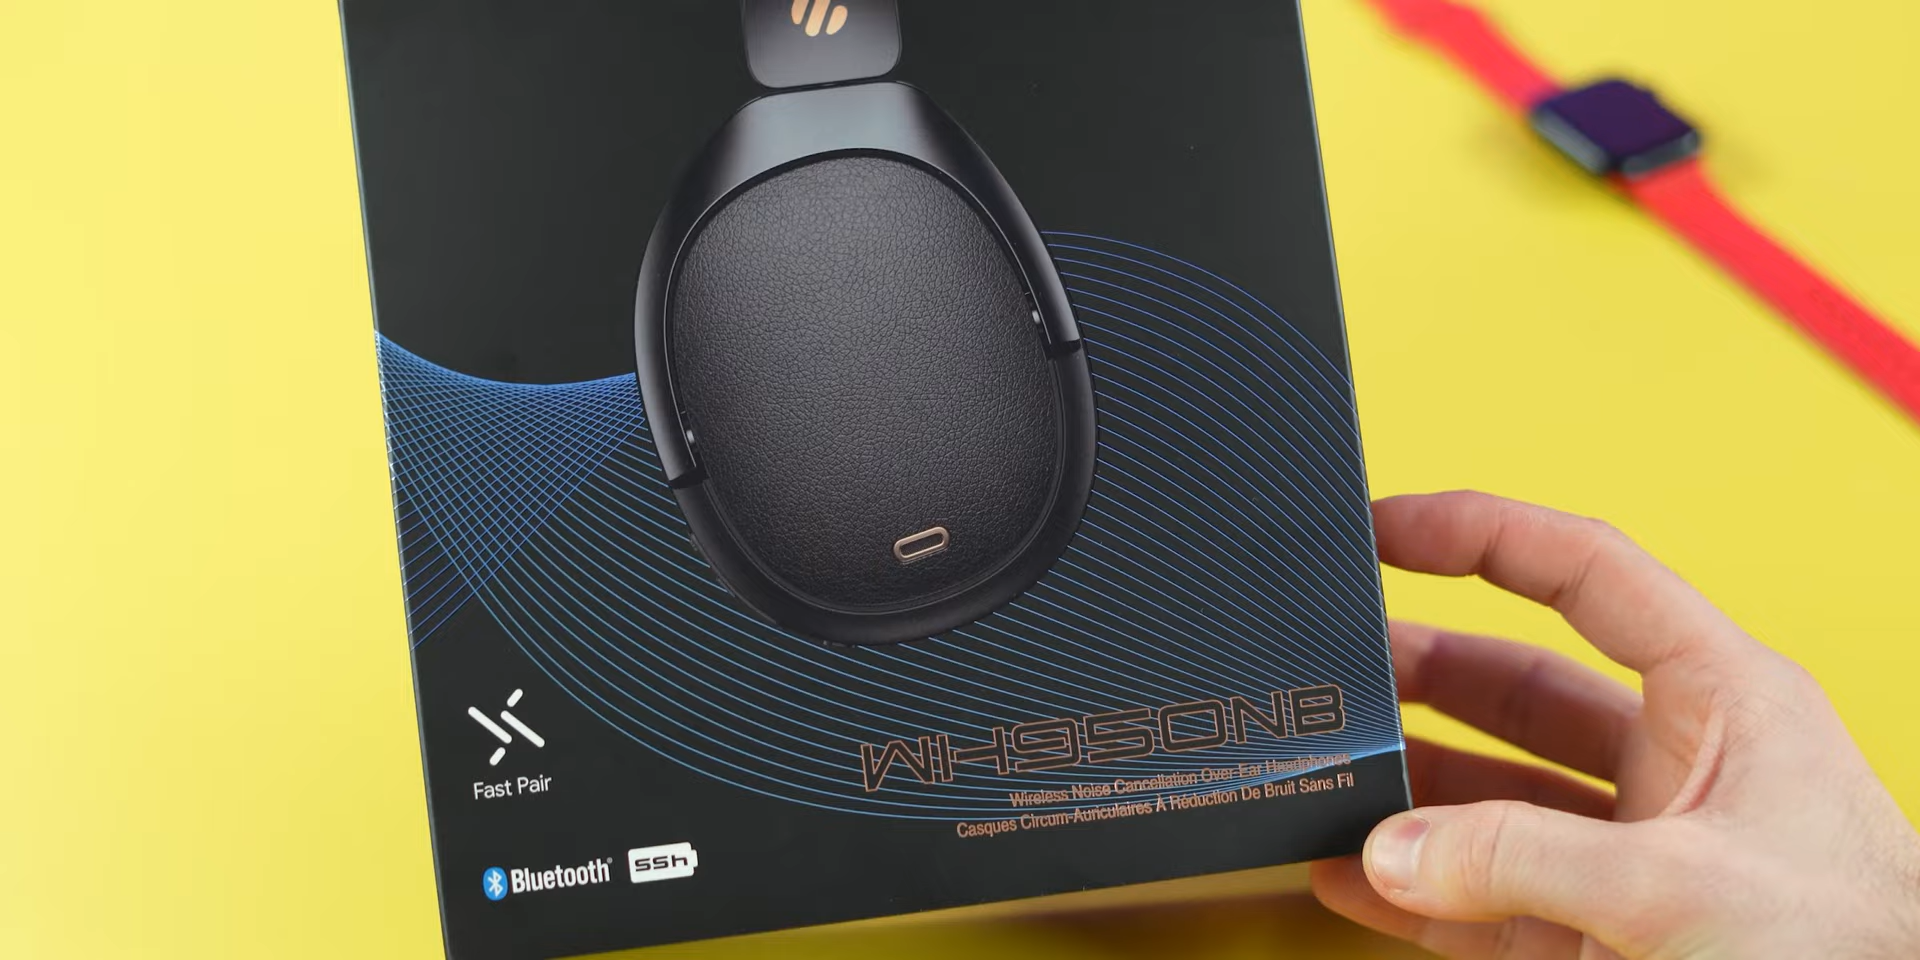 WH950NB
Wireless Noise Cancellation Over Ear Headphones
Casques Circum-Auriculaires À Réduction De Bruit Sans Fil
Fast Pair
Bluetooth®
55h